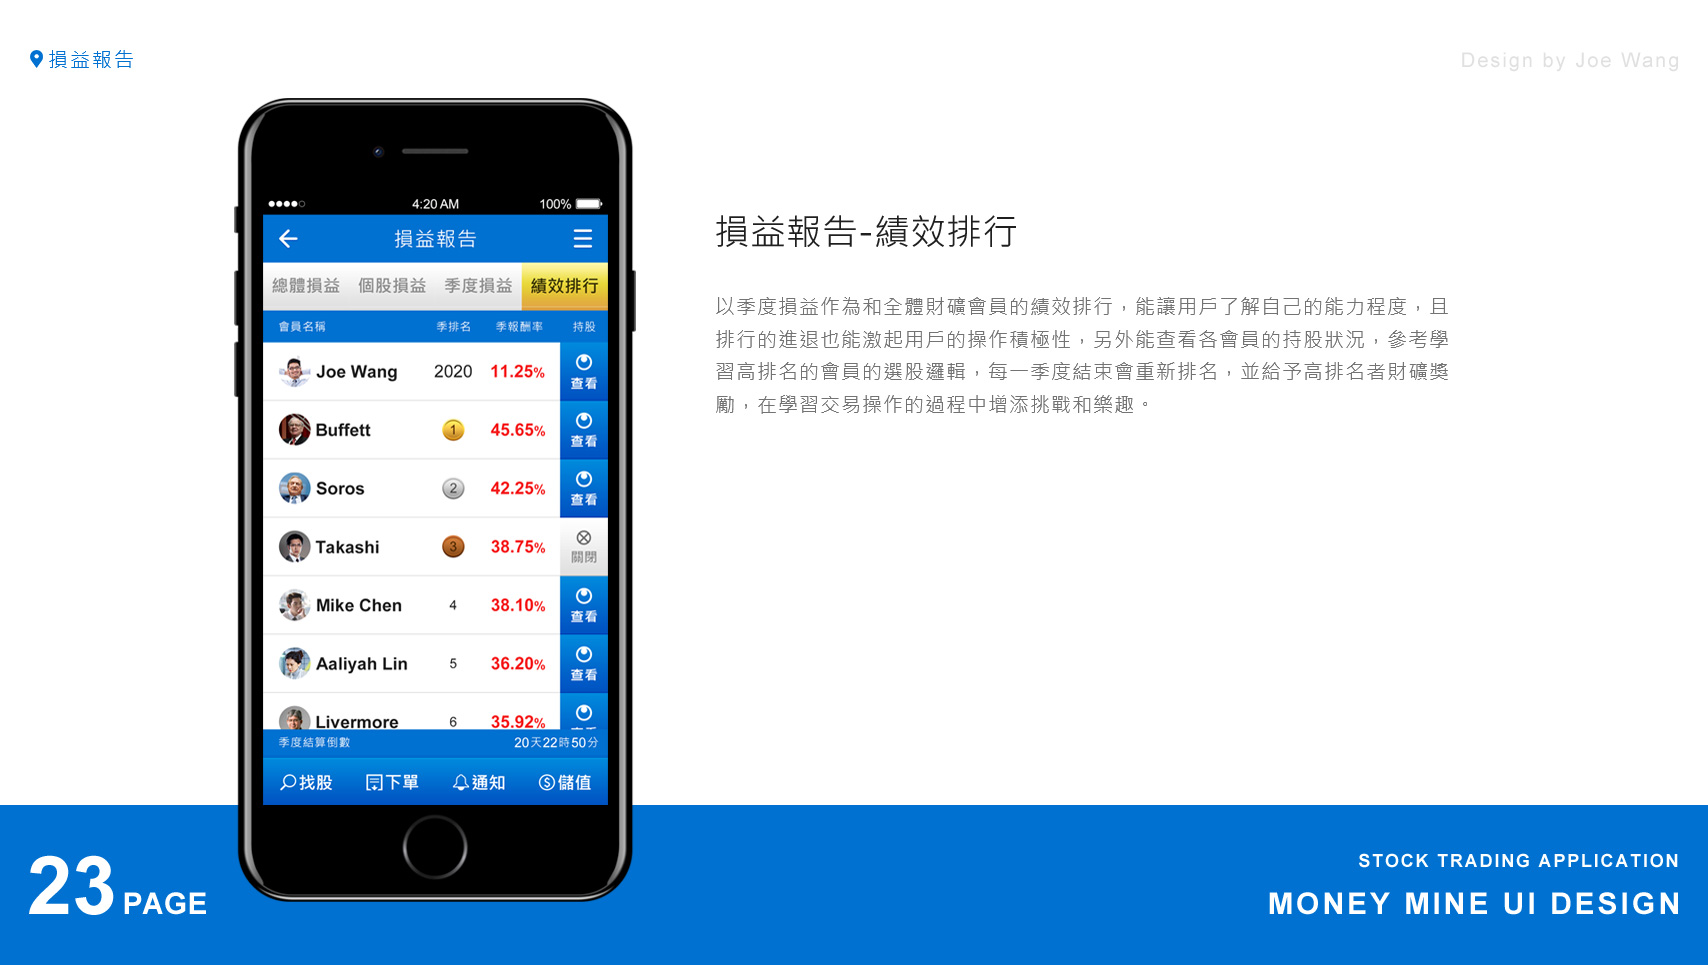 損益報告
Design by Joe Wang
4:20 AM 100%
損益報告
總體損益 個股損益 季度損益 績效排行
會員名稱 季排名 季報酬率 持股
Joe Wang 2020 11.25% 查看
Buffett 1 45.65% 查看
Soros 2 42.25% 查看
Takashi 3 38.75% 關閉
Mike Chen 4 38.10% 查看
Aaliyah Lin 5 36.20% 查看
Livermore 6 35.92%
季度結算倒數 20天22時50分
找股 下單 通知 儲值
損益報告-績效排行
以季度損益作為和全體財礦會員的績效排行，能讓用戶了解自己的能力程度，且
排行的進退也能激起用戶的操作積極性，另外能查看各會員的持股狀況，參考學
習高排名的會員的選股邏輯，每一季度結束會重新排名，並給予高排名者財礦獎
勵，在學習交易操作的過程中增添挑戰和樂趣。
23 PAGE
STOCK TRADING APPLICATION
MONEY MINE UI DESIGN